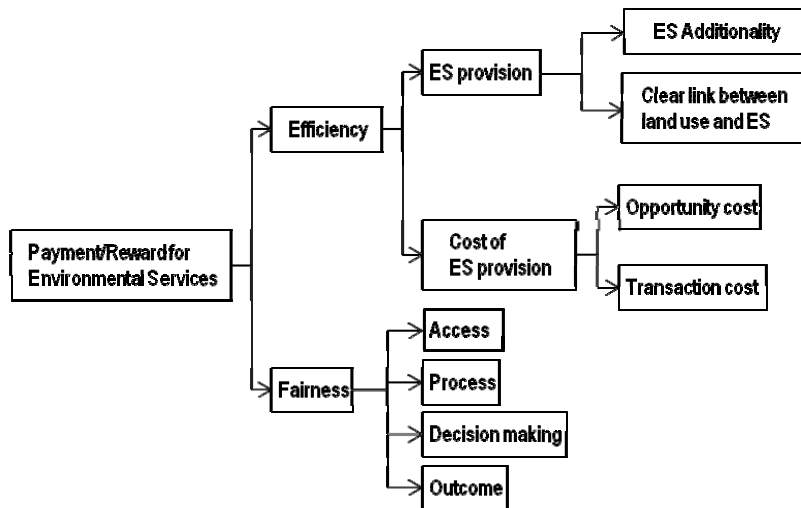 Payment/Reward for
Environmental Services
Efficiency
ES provision
ES Additionality
Clear link between
land use and ES
Cost of
ES provision
Opportunity cost
Transaction cost
Fairness
Access
Process
Decision making
Outcome